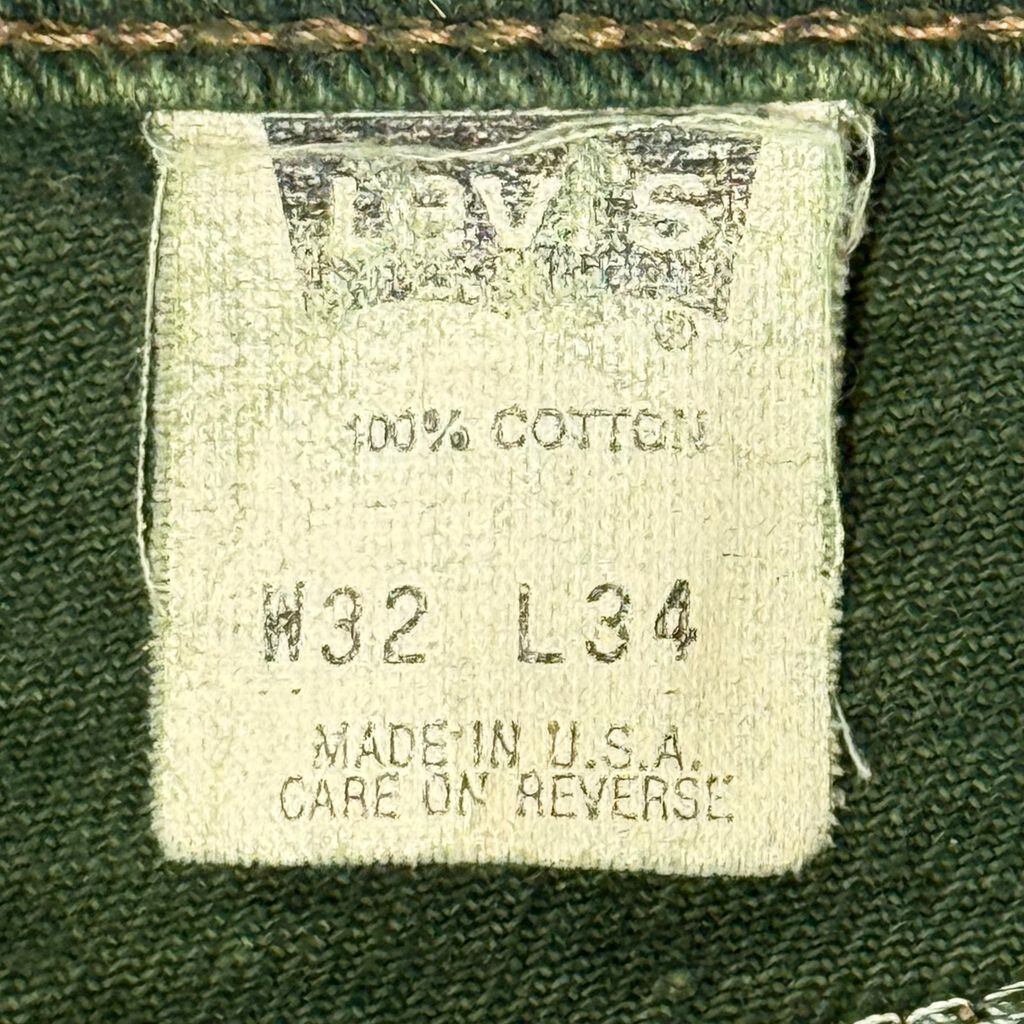 Levi's
®
100% COTTON
W32 L34
MADE IN U.S.A.
CARE ON REVERSE